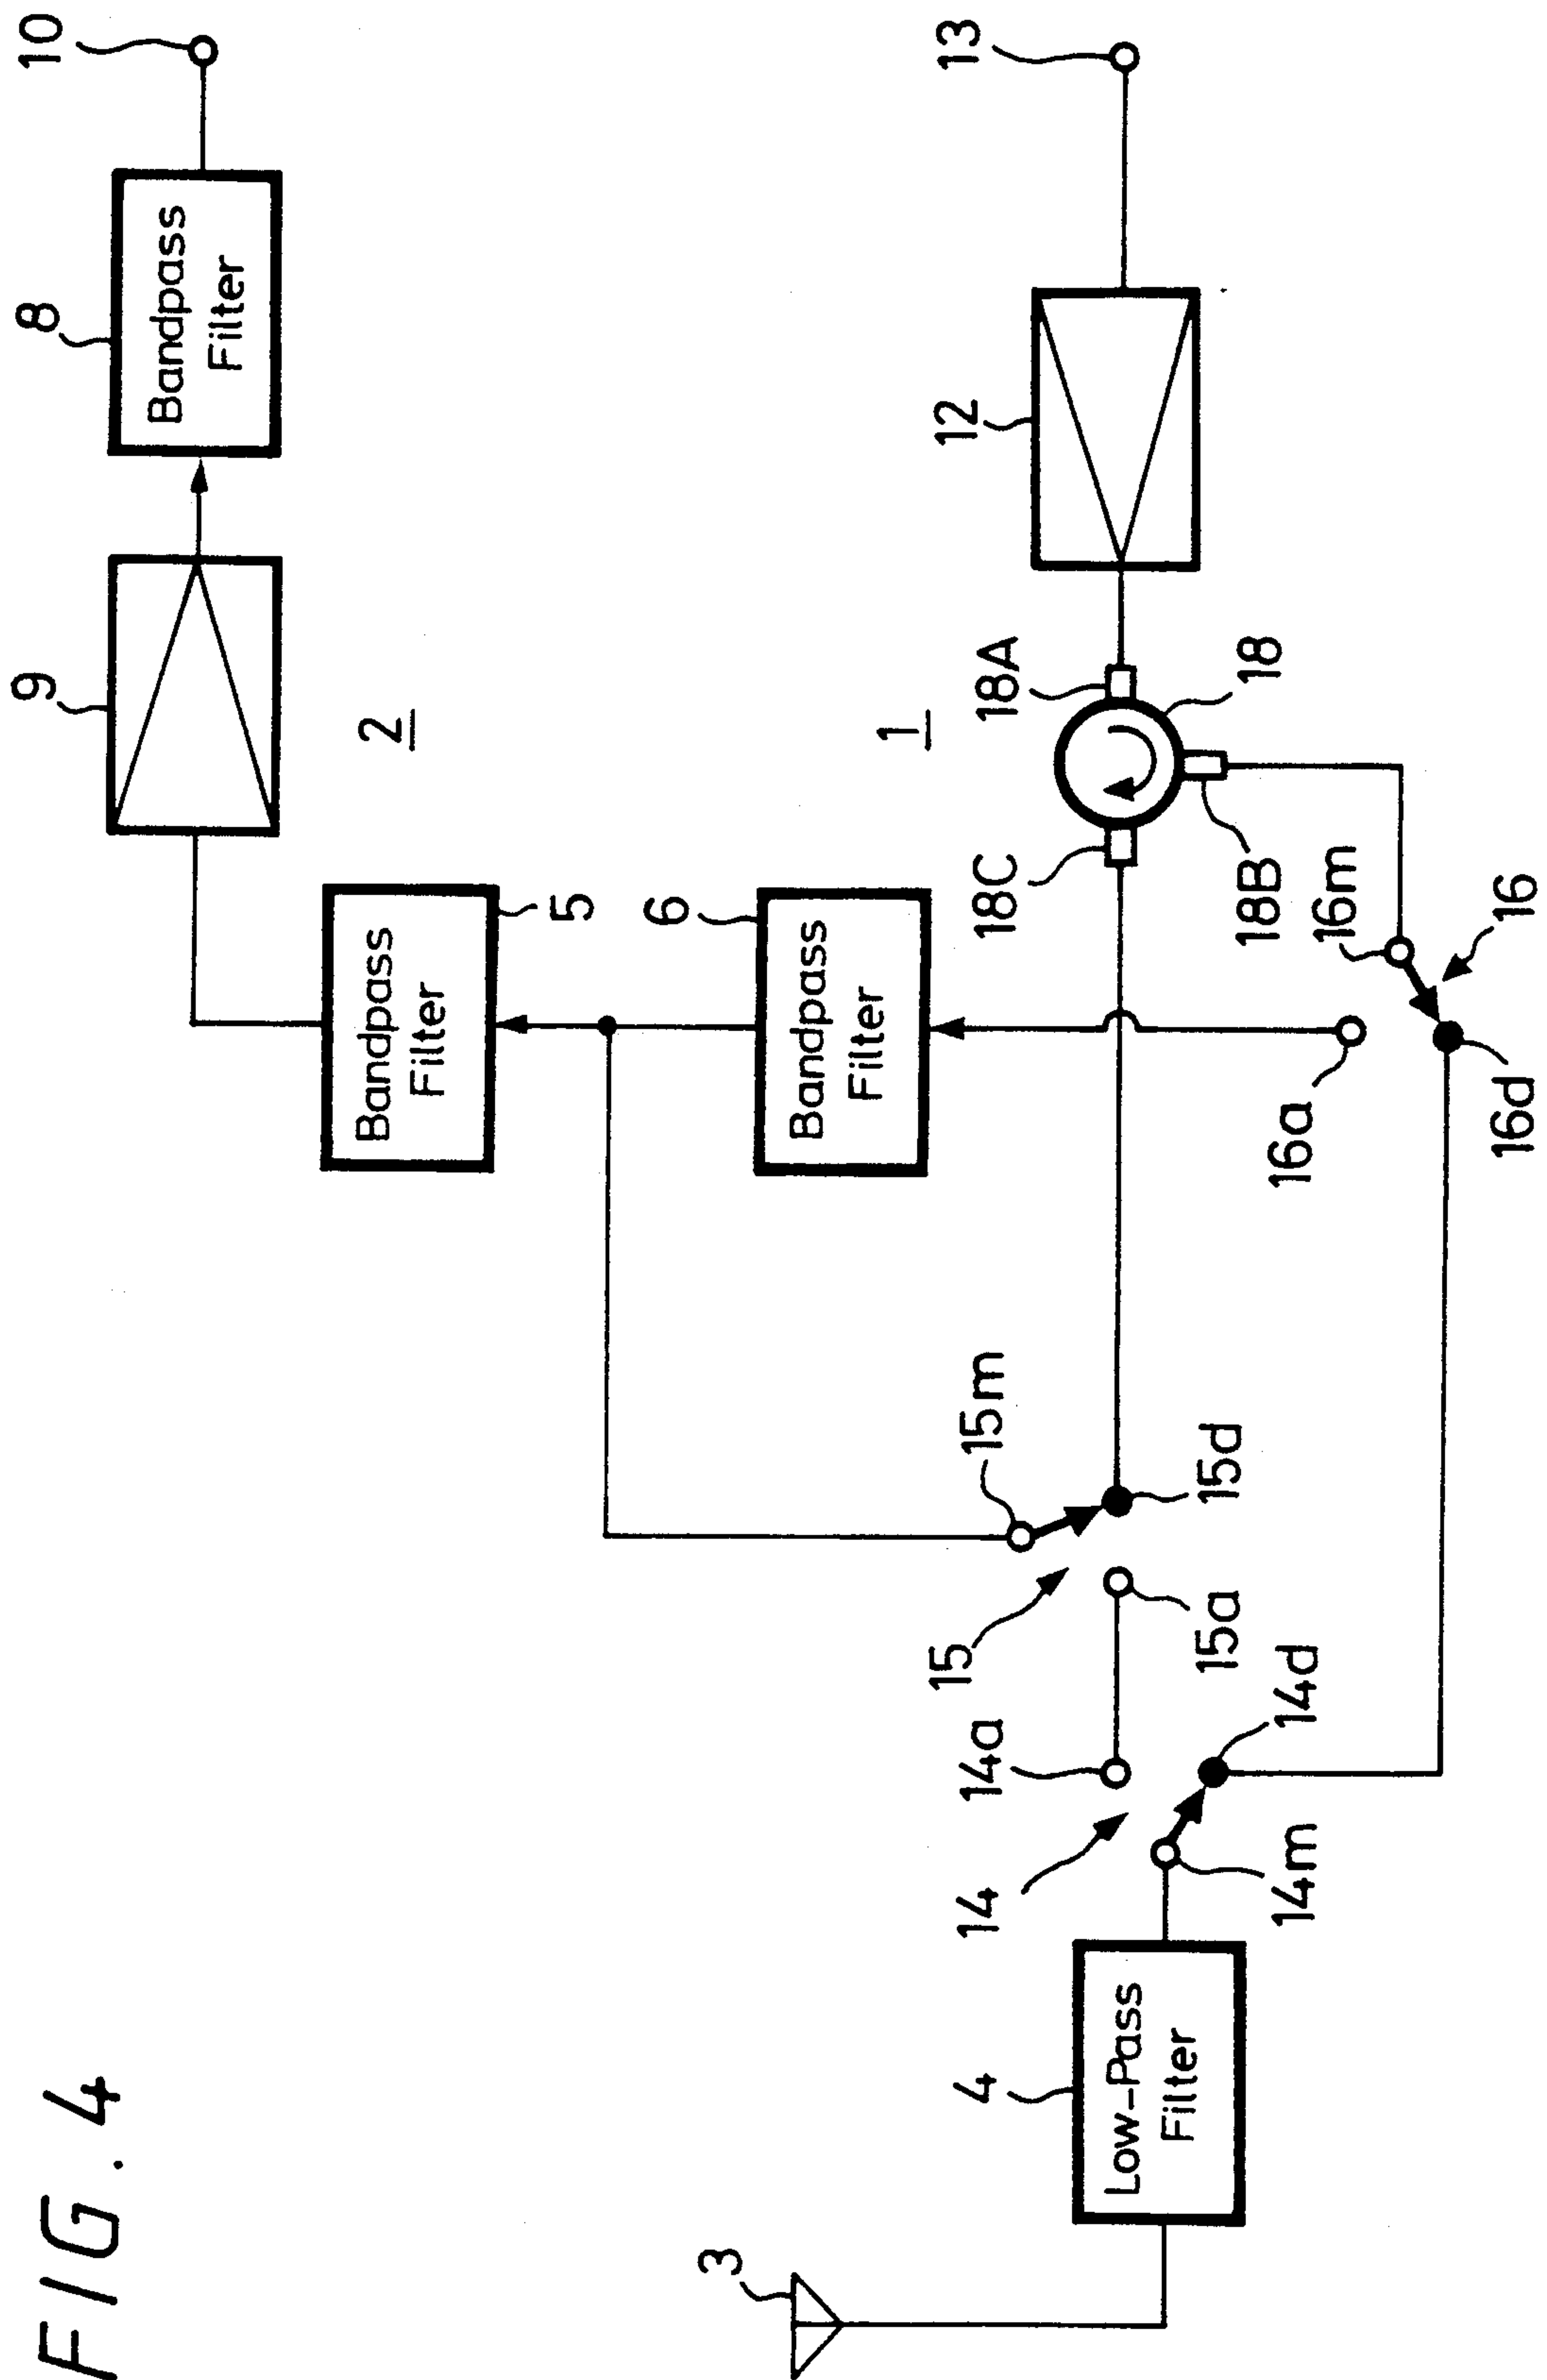 FIG. 4
10
8
Bandpass
Filter
9
2
5
Bandpass
Filter
6
Bandpass
Filter
13
12
1
18A
18
18C
18B
16m
16
16a
16d
15m
15d
15
15a
14a
14d
14
14m
4
Low-Pass
Filter
3